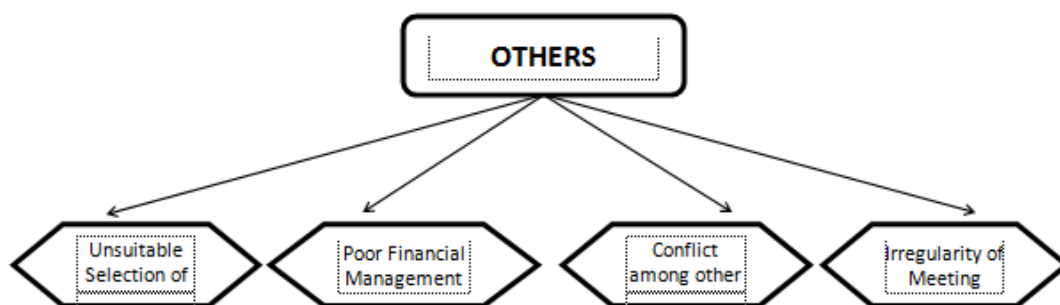 OTHERS
Unsuitable
Selection of
Poor Financial
Management
Conflict
among other
Irregularity of
Meeting